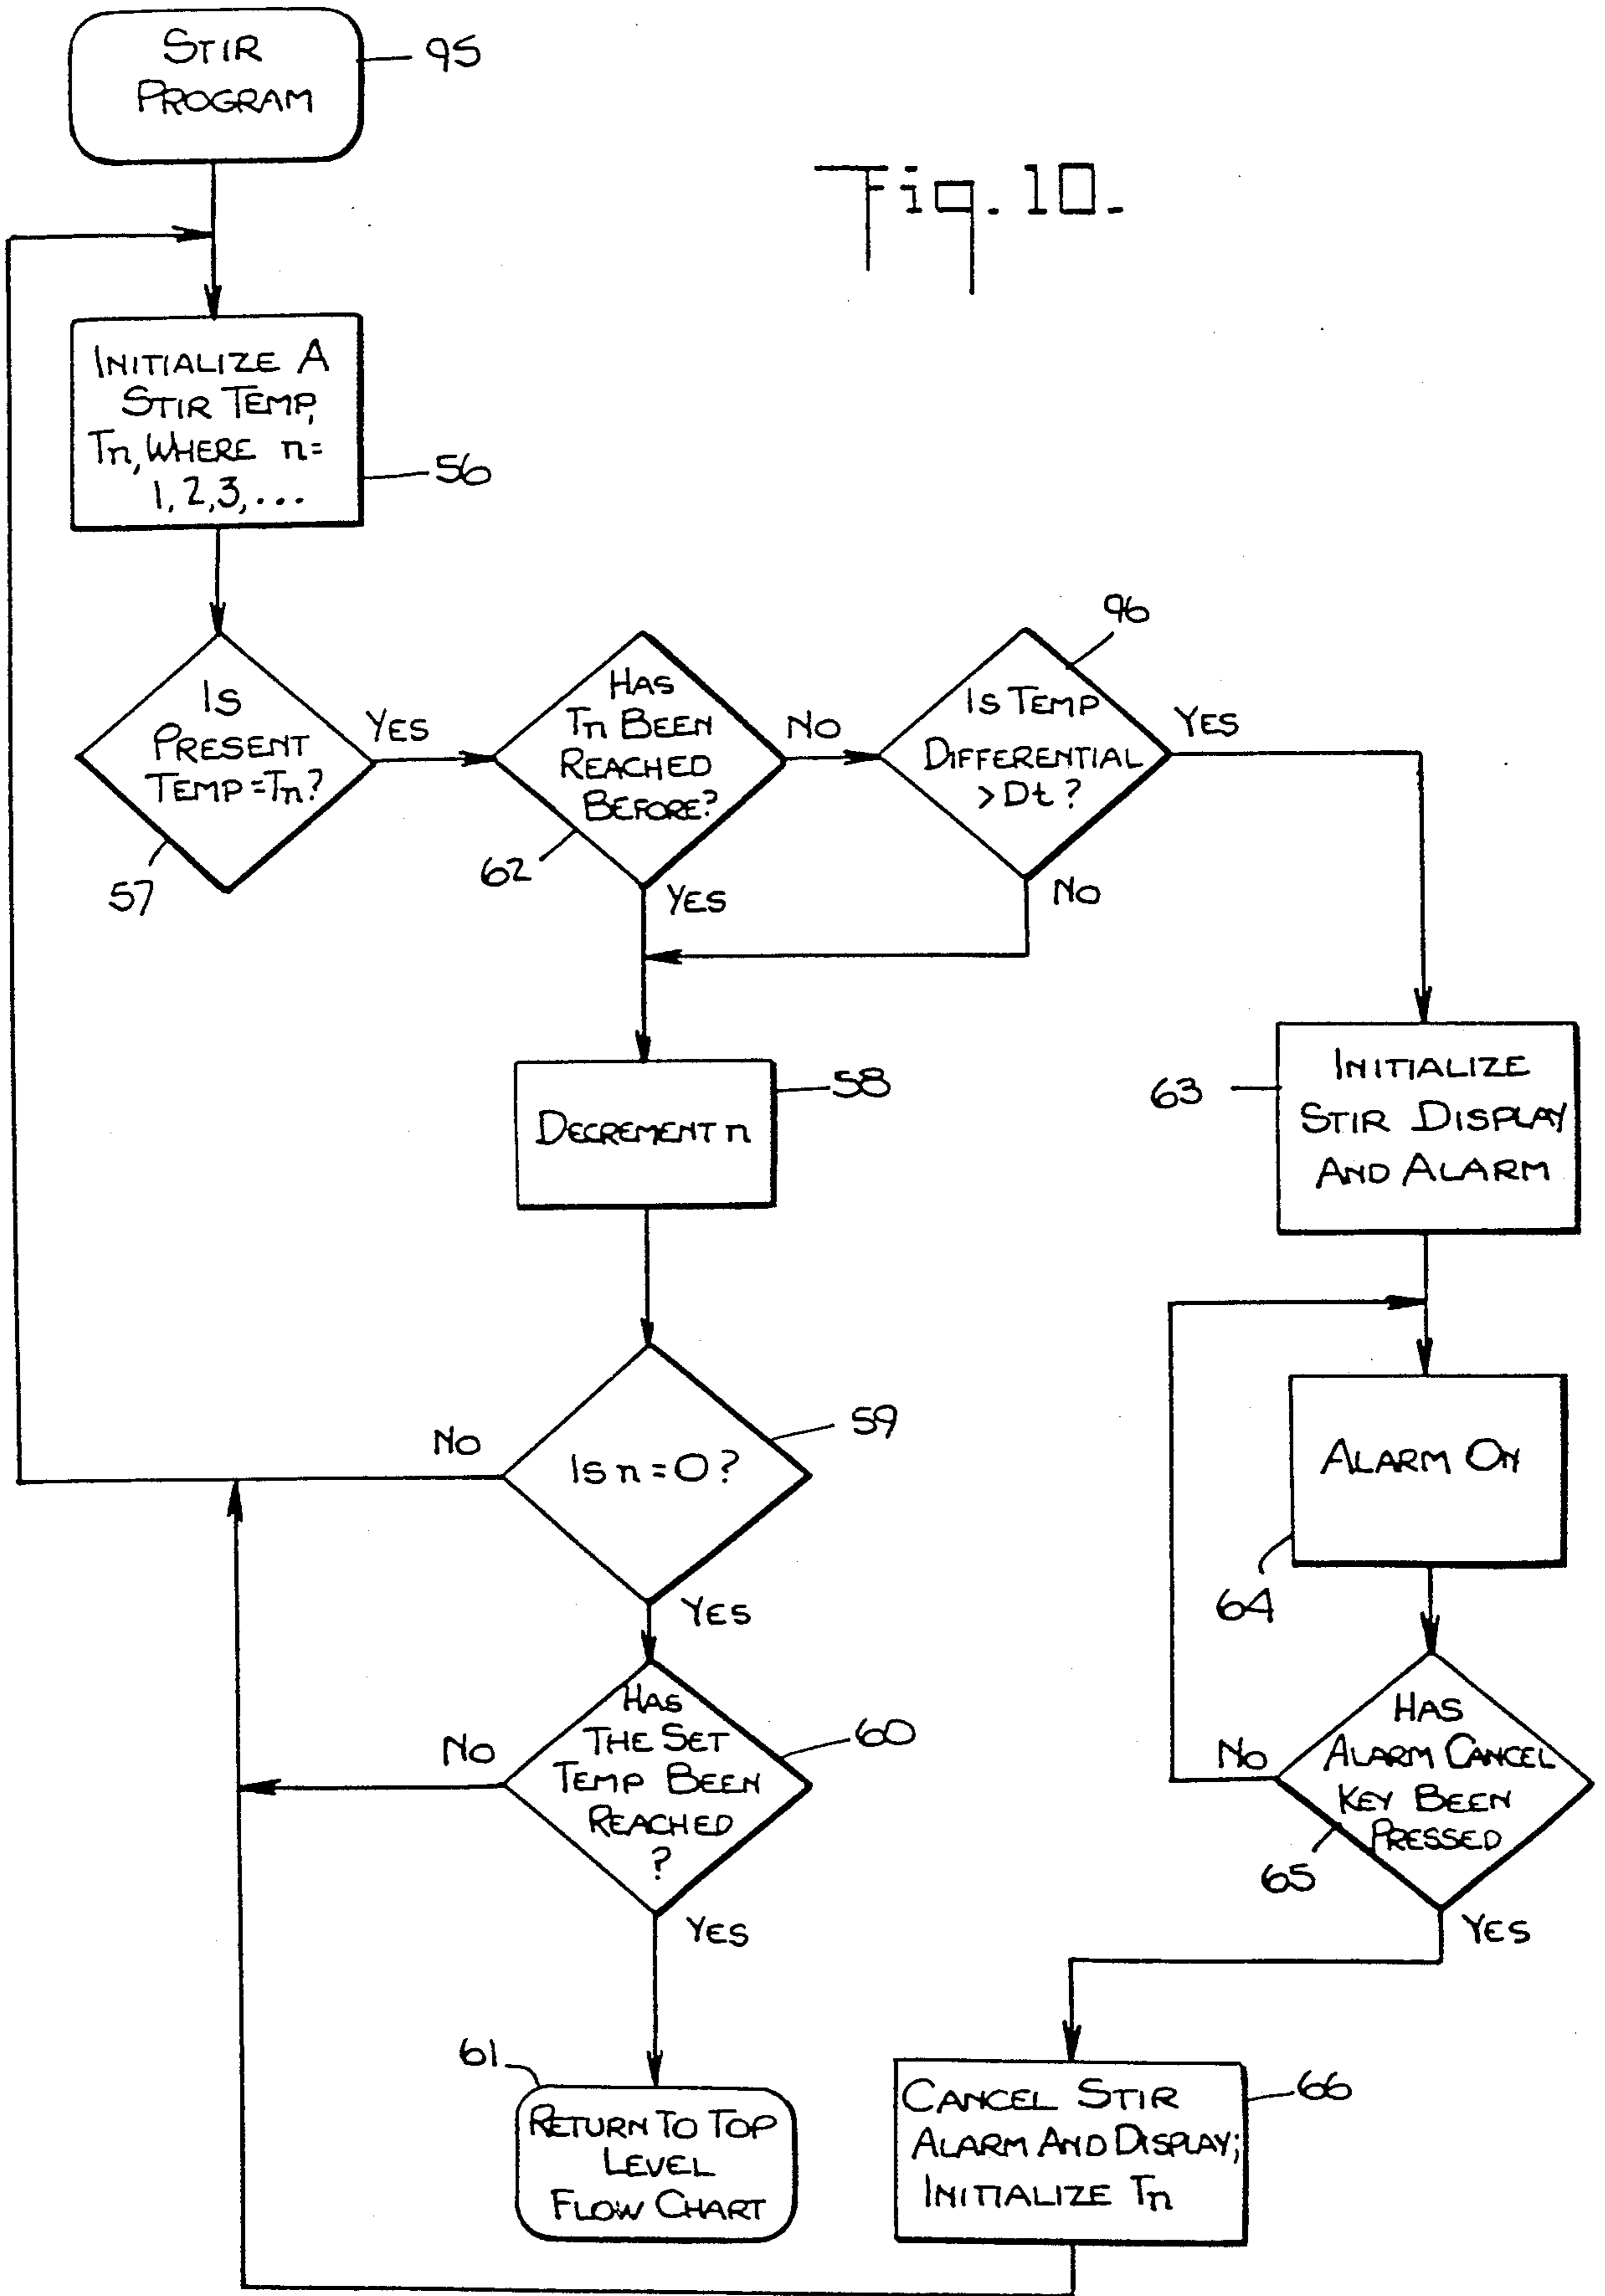 STIR
PROGRAM
95
Fig. 10.
INITIALIZE A
STIR TEMP,
Tn, WHERE n=
1, 2, 3, ...
56
IS
PRESENT
TEMP = Tn?
57
YES
HAS
Tn BEEN
REACHED
BEFORE?
62
NO
YES
IS TEMP
DIFFERENTIAL
> Dt ?
96
YES
NO
DECREMENT n
58
INITIALIZE
STIR DISPLAY
AND ALARM
63
IS n = 0 ?
59
NO
YES
ALARM ON
64
HAS
THE SET
TEMP BEEN
REACHED
?
60
NO
YES
HAS
ALARM CANCEL
KEY BEEN
PRESSED
65
NO
YES
RETURN TO TOP
LEVEL
FLOW CHART
61
CANCEL STIR
ALARM AND DISPLAY;
INITIALIZE Tn
66